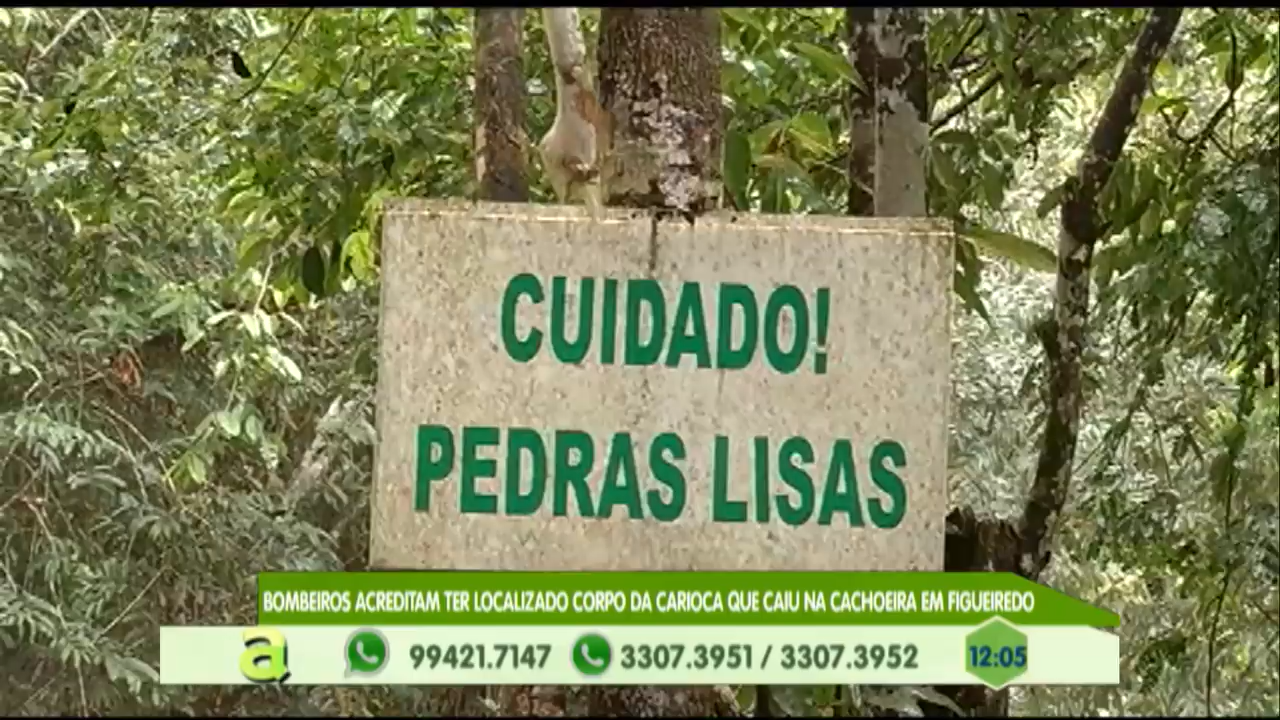 CUIDADO!
PEDRAS LISAS
BOMBEIROS ACREDITAM TER LOCALIZADO CORPO DA CARIOCA QUE CAIU NA CACHOEIRA EM FIGUEIREDO
a 99421.7147 3307.3951 / 3307.3952 12:05